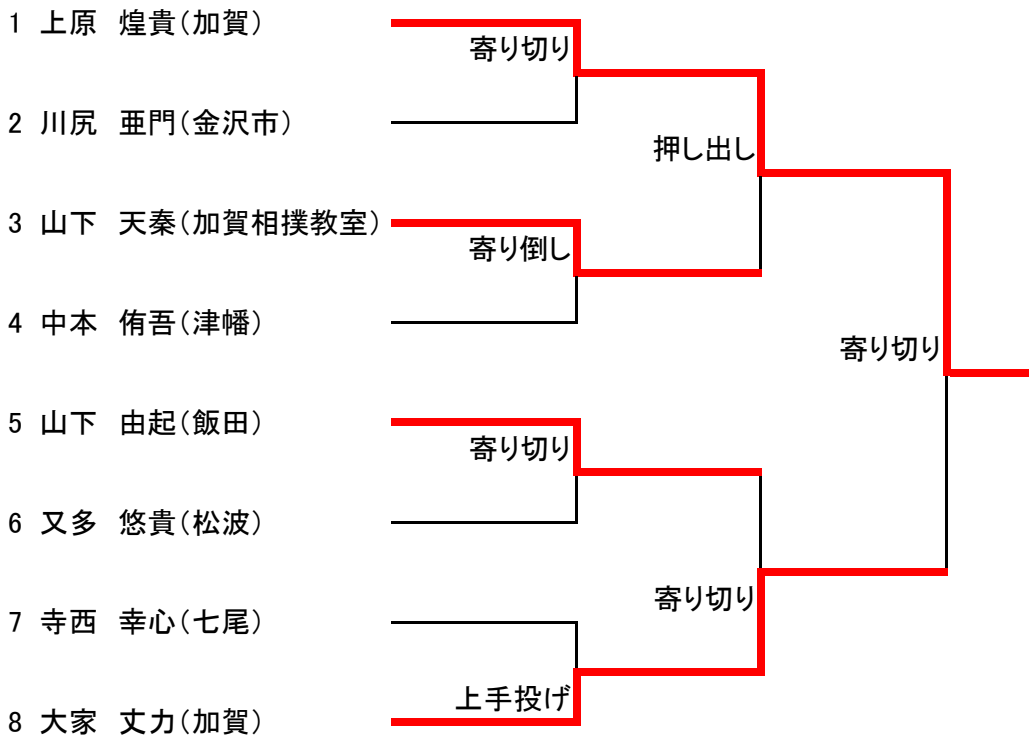 1 上原 煌貴(加賀)
寄り切り
2 川尻 亜門(金沢市)
押し出し
3 山下 天秦(加賀相撲教室)
寄り倒し
4 中本 侑吾(津幡)
寄り切り
5 山下 由起(飯田)
寄り切り
6 又多 悠貴(松波)
寄り切り
7 寺西 幸心(七尾)
上手投げ
8 大家 丈力(加賀)